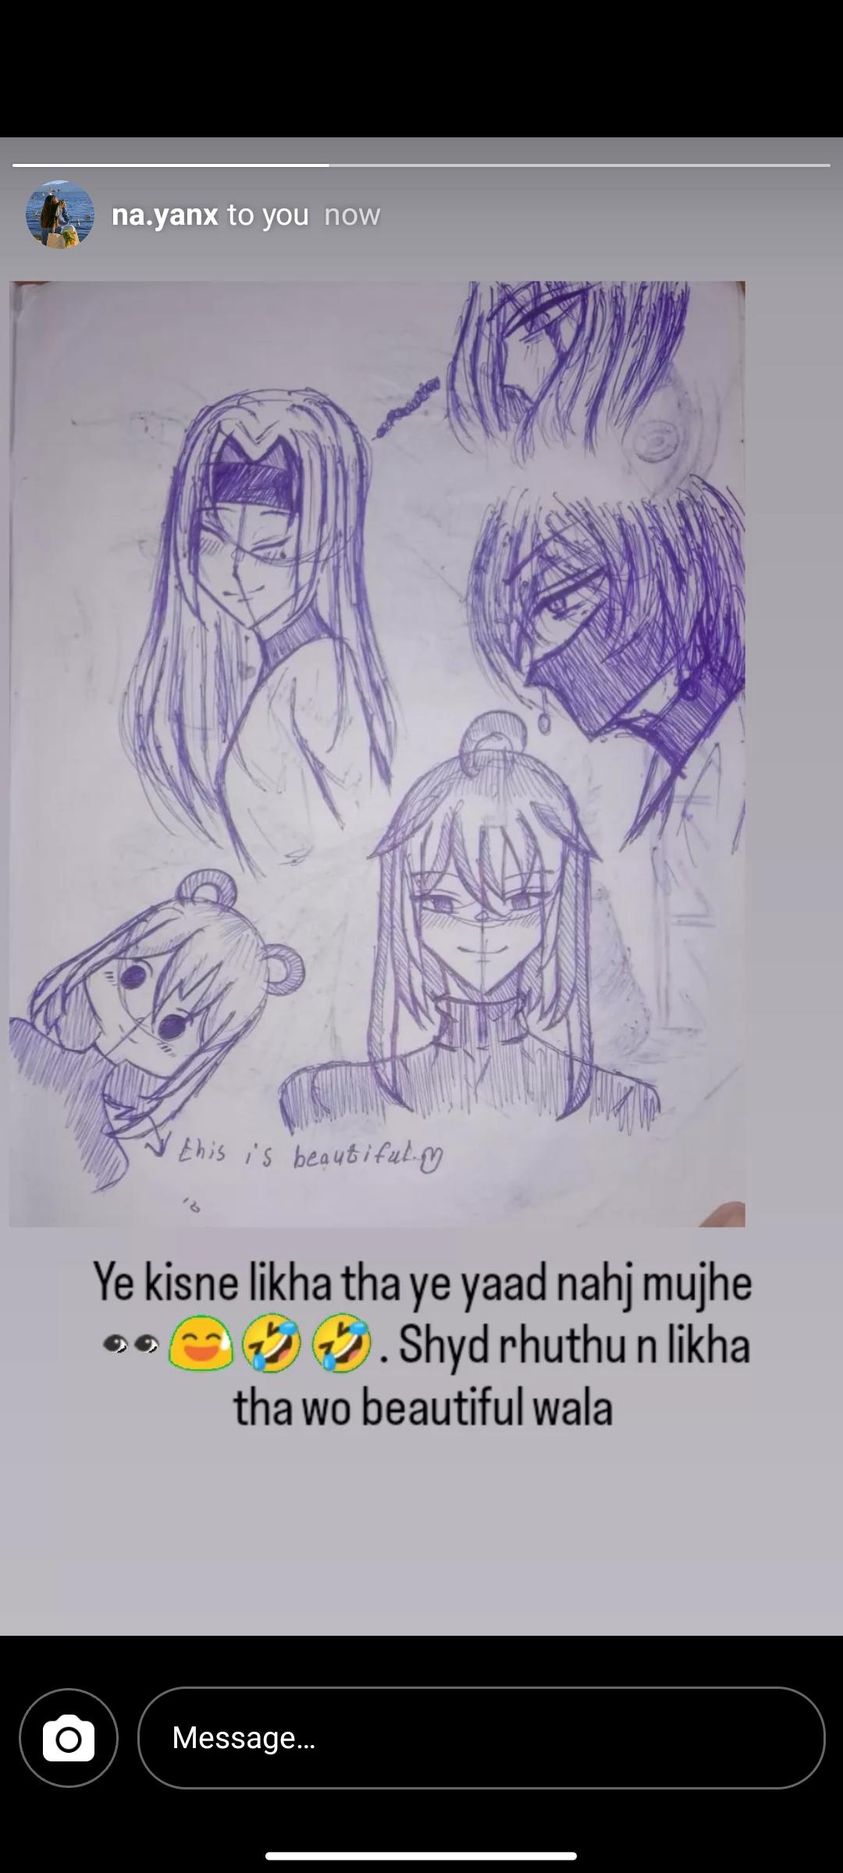 na.yanx to you now
this is beautiful.♡
Ye kisne likha tha ye yaad nahj mujhe
👀😅🤣🤣. Shyd rhuthu n likha
tha wo beautiful wala
Message...